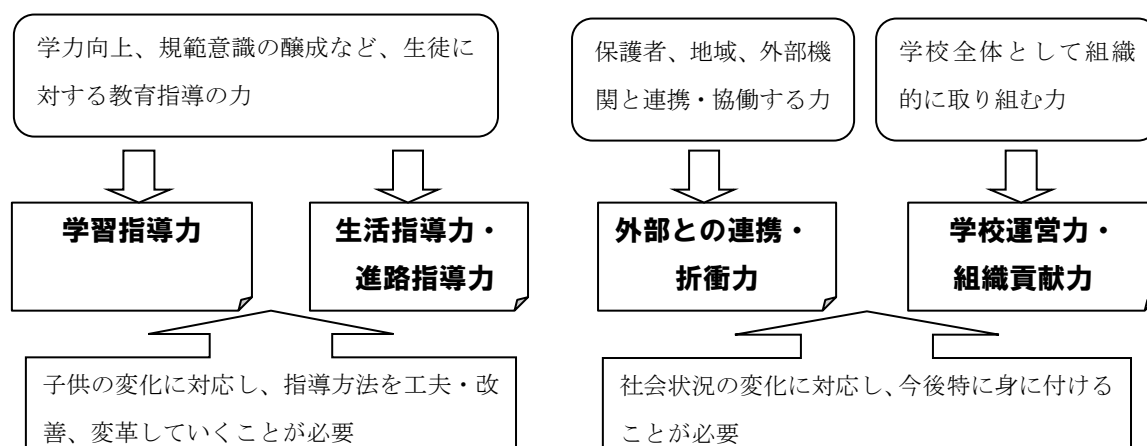 学力向上、規範意識の醸成など、生徒に
対する教育指導の力
保護者、地域、外部機
関と連携・協働する力
学校全体として組織
的に取り組む力
学習指導力
生活指導力・
進路指導力
外部との連携・
折衝力
学校運営力・
組織貢献力
子供の変化に対応し、指導方法を工夫・改
善、変革していくことが必要
社会状況の変化に対応し、今後特に身に付ける
ことが必要